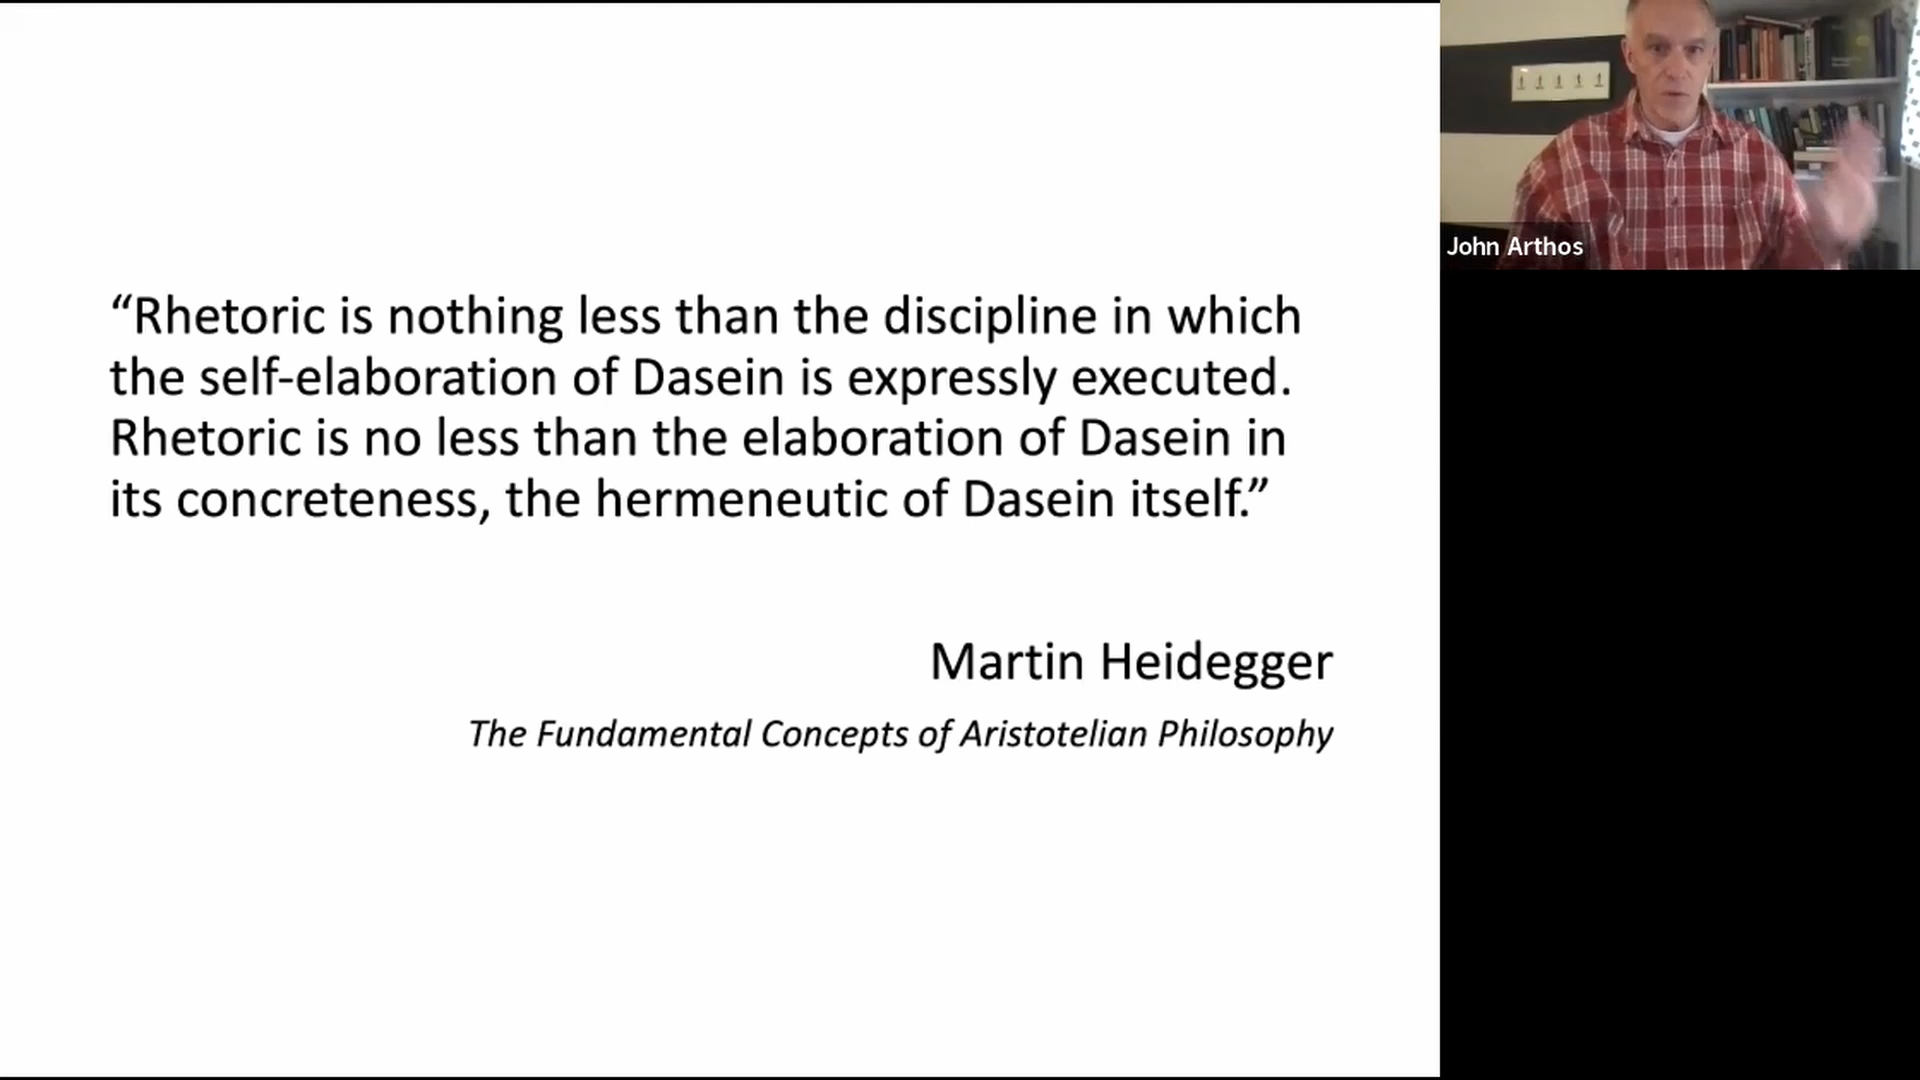 “Rhetoric is nothing less than the discipline in which
the self-elaboration of Dasein is expressly executed.
Rhetoric is no less than the elaboration of Dasein in
its concreteness, the hermeneutic of Dasein itself.”
Martin Heidegger
The Fundamental Concepts of Aristotelian Philosophy
John Arthos